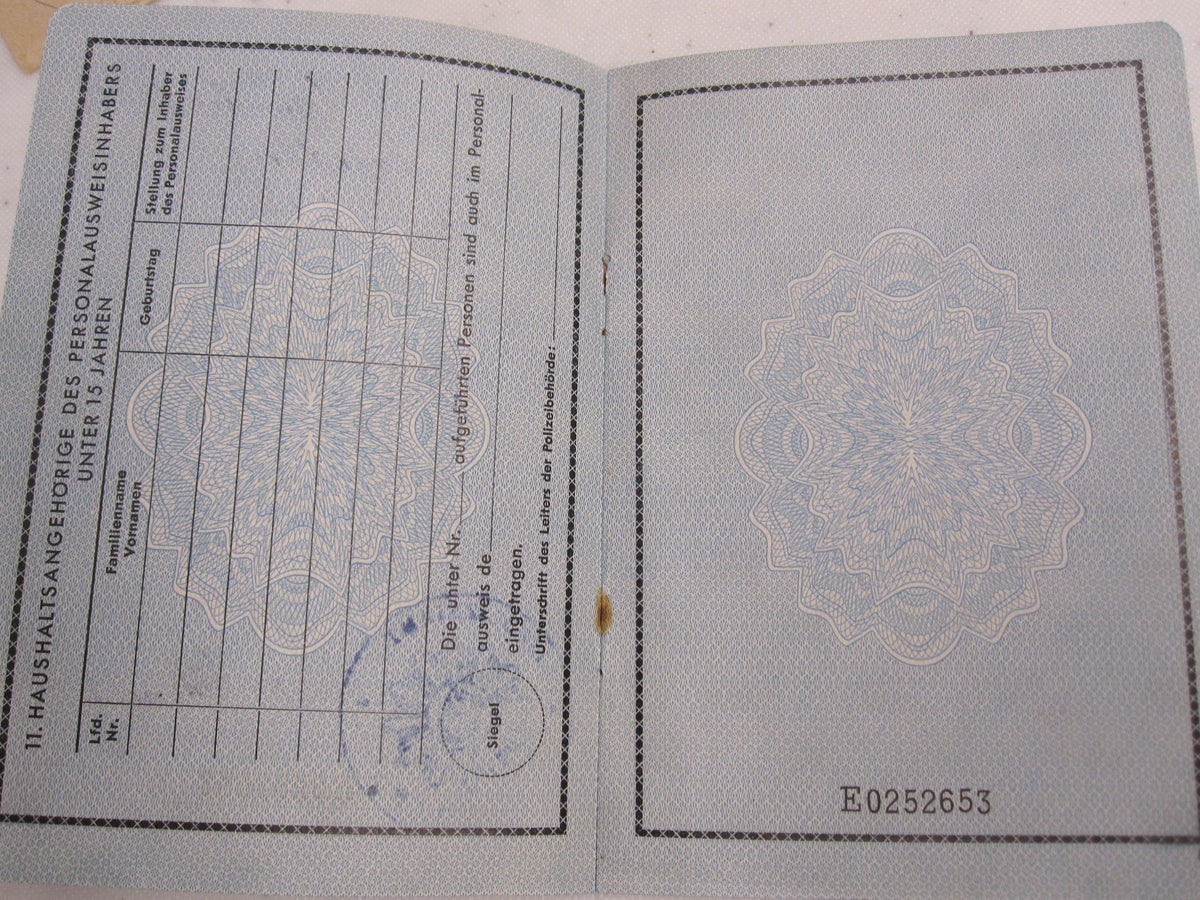 11. HAUSHALTSANGEHÖRIGE DES PERSONALAUSWEISINHABERS
UNTER 15 JAHREN
Lfd.
Nr.
Familienname
Vornamen
Geburtstag
Stellung zum Inhaber
des Personalausweises
Die unter Nr. aufgeführten Personen sind auch im Personal-
ausweis de
eingetragen.
Unterschrift des Leiters der Polizeibehörde:
Siegel
E0252653